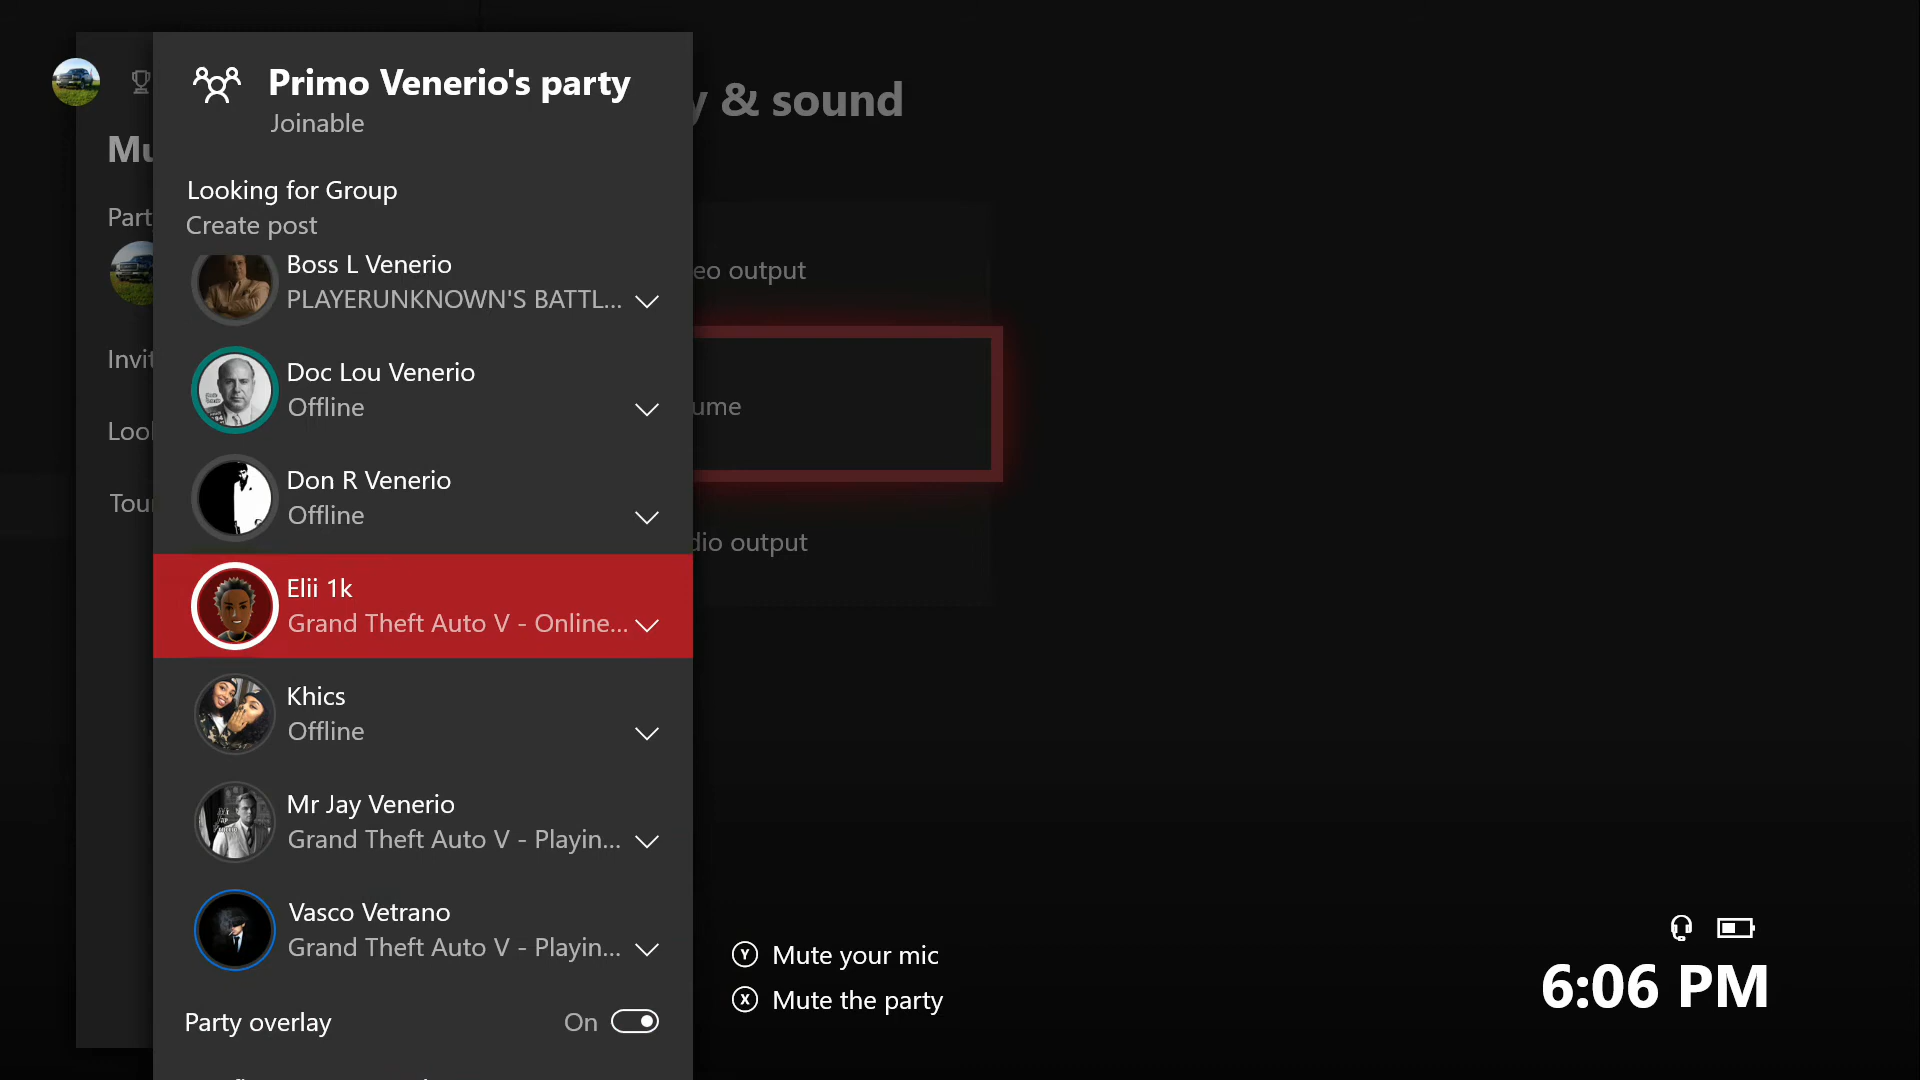 Primo Venerio's party
Joinable
& sound
Looking for Group
Create post
Boss L Venerio
PLAYERUNKNOWN'S BATTL...
Doc Lou Venerio
Offline
Don R Venerio
Offline
Elii 1k
Grand Theft Auto V - Online...
Khics
Offline
Mr Jay Venerio
Grand Theft Auto V - Playin...
Vasco Vetrano
Grand Theft Auto V - Playin...
Party overlay
On
Mu
Part
Invit
Look
Tour
eo output
ume
dio output
Y Mute your mic
X Mute the party
6:06 PM